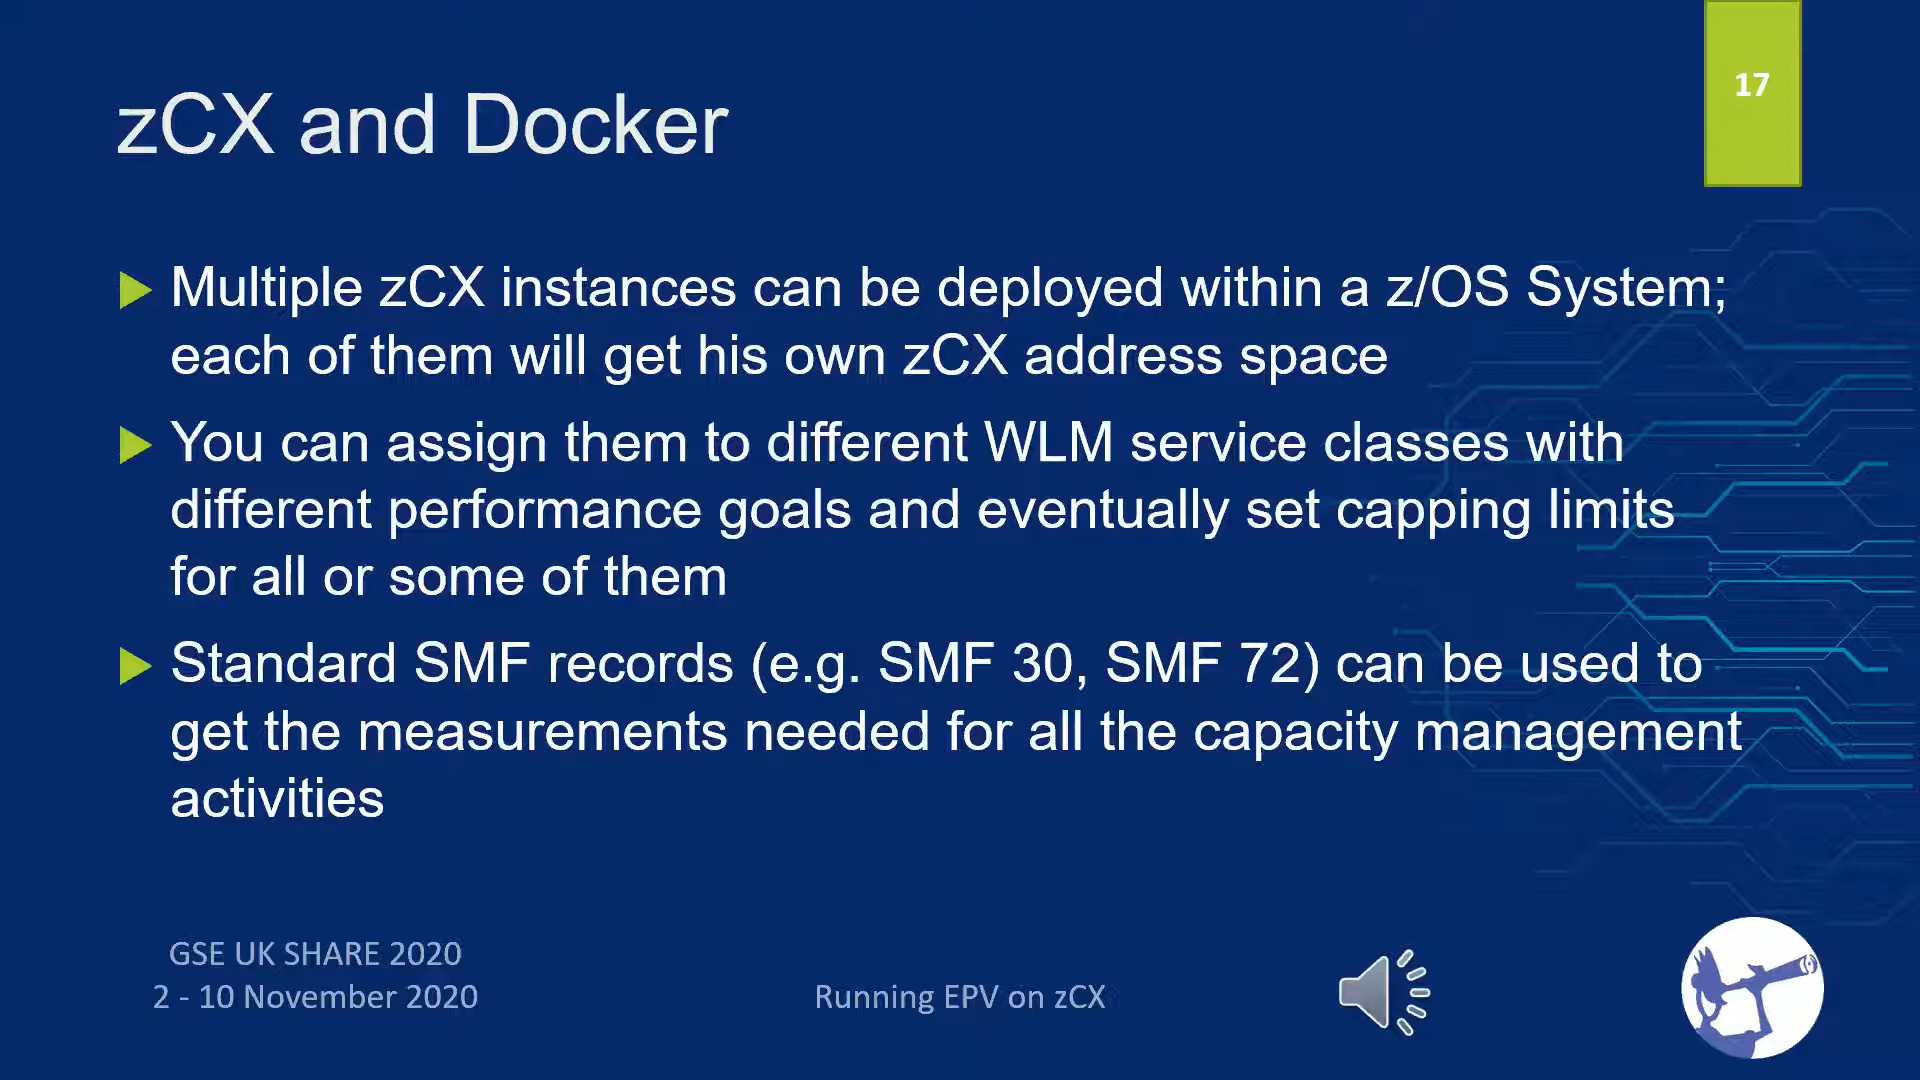 17
zCX and Docker
Multiple zCX instances can be deployed within a z/OS System;
each of them will get his own zCX address space
You can assign them to different WLM service classes with
different performance goals and eventually set capping limits
for all or some of them
Standard SMF records (e.g. SMF 30, SMF 72) can be used to
get the measurements needed for all the capacity management
activities
GSE UK SHARE 2020
2 - 10 November 2020
Running EPV on zCX